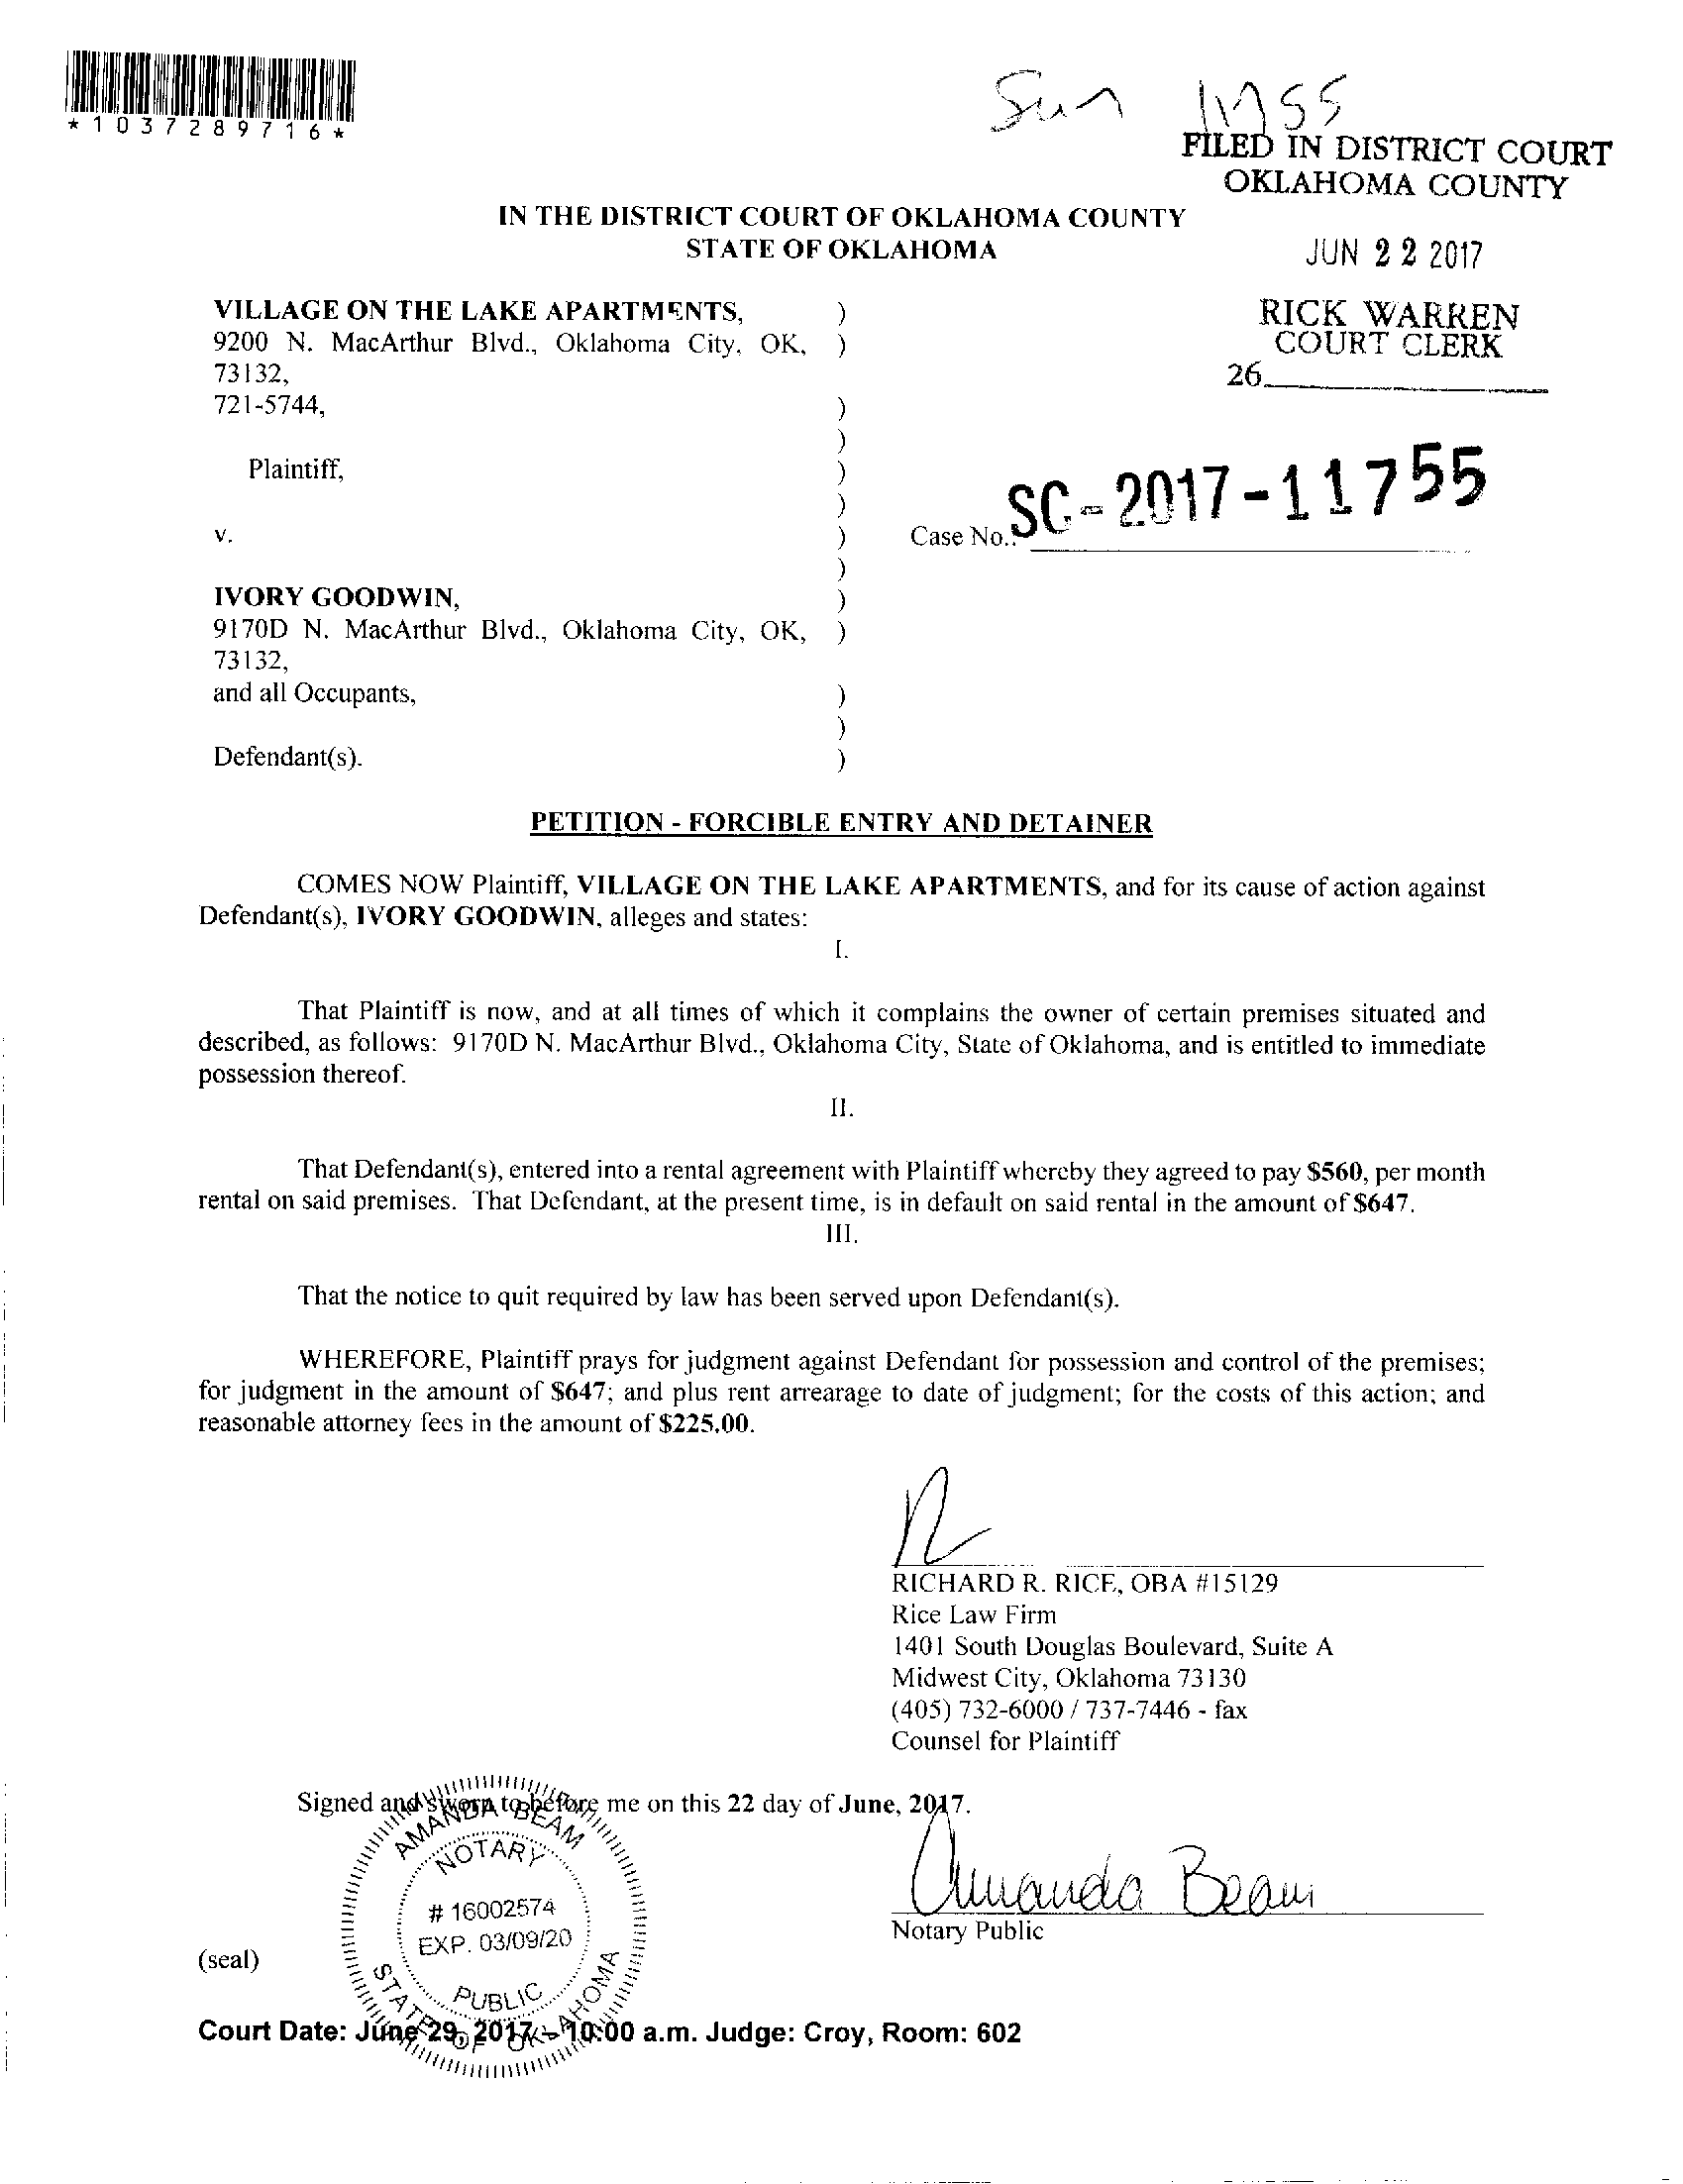 *1037289716*
Sun 11755
FILED IN DISTRICT COURT
OKLAHOMA COUNTY
IN THE DISTRICT COURT OF OKLAHOMA COUNTY
STATE OF OKLAHOMA
JUN 22 2017
RICK WARREN
COURT CLERK
26
VILLAGE ON THE LAKE APARTMENTS, )
9200 N. MacArthur Blvd., Oklahoma City, OK, )
73132,
721-5744, )
)
Plaintiff, )
)
v. )
Case No.: SC-2017-11755
)
IVORY GOODWIN, )
9170D N. MacArthur Blvd., Oklahoma City, OK, )
73132,
and all Occupants, )
)
Defendant(s). )
PETITION - FORCIBLE ENTRY AND DETAINER
COMES NOW Plaintiff, VILLAGE ON THE LAKE APARTMENTS, and for its cause of action against
Defendant(s), IVORY GOODWIN, alleges and states:
I.
That Plaintiff is now, and at all times of which it complains the owner of certain premises situated and
described, as follows: 9170D N. MacArthur Blvd., Oklahoma City, State of Oklahoma, and is entitled to immediate
possession thereof.
II.
That Defendant(s), entered into a rental agreement with Plaintiff whereby they agreed to pay $560, per month
rental on said premises. That Defendant, at the present time, is in default on said rental in the amount of $647.
III.
That the notice to quit required by law has been served upon Defendant(s).
WHEREFORE, Plaintiff prays for judgment against Defendant for possession and control of the premises;
for judgment in the amount of $647; and plus rent arrearage to date of judgment; for the costs of this action; and
reasonable attorney fees in the amount of $225.00.
RICHARD R. RICE, OBA #15129
Rice Law Firm
1401 South Douglas Boulevard, Suite A
Midwest City, Oklahoma 73130
(405) 732-6000 / 737-7446 - fax
Counsel for Plaintiff
Signed and sworn to before me on this 22 day of June, 2017.
AMANDA BEAM
NOTARY
# 16002574
EXP. 03/09/20
PUBLIC
STATE OF OKLAHOMA
Amanda Beam
Notary Public
(seal)
Court Date: June 29, 2017 - 10:00 a.m. Judge: Croy, Room: 602